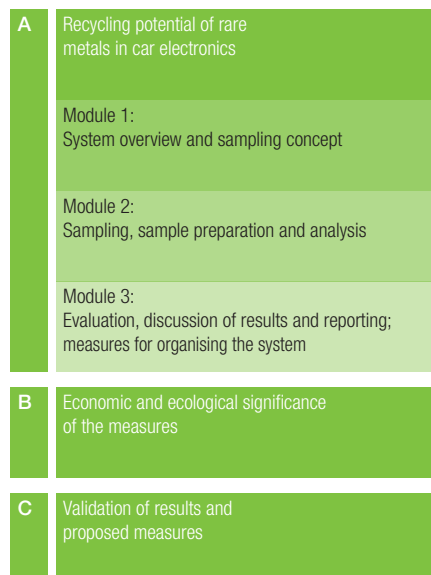 A
Recycling potential of rare
metals in car electronics
Module 1:
System overview and sampling concept
Module 2:
Sampling, sample preparation and analysis
Module 3:
Evaluation, discussion of results and reporting;
measures for organising the system
B
Economic and ecological significance
of the measures
C
Validation of results and
proposed measures